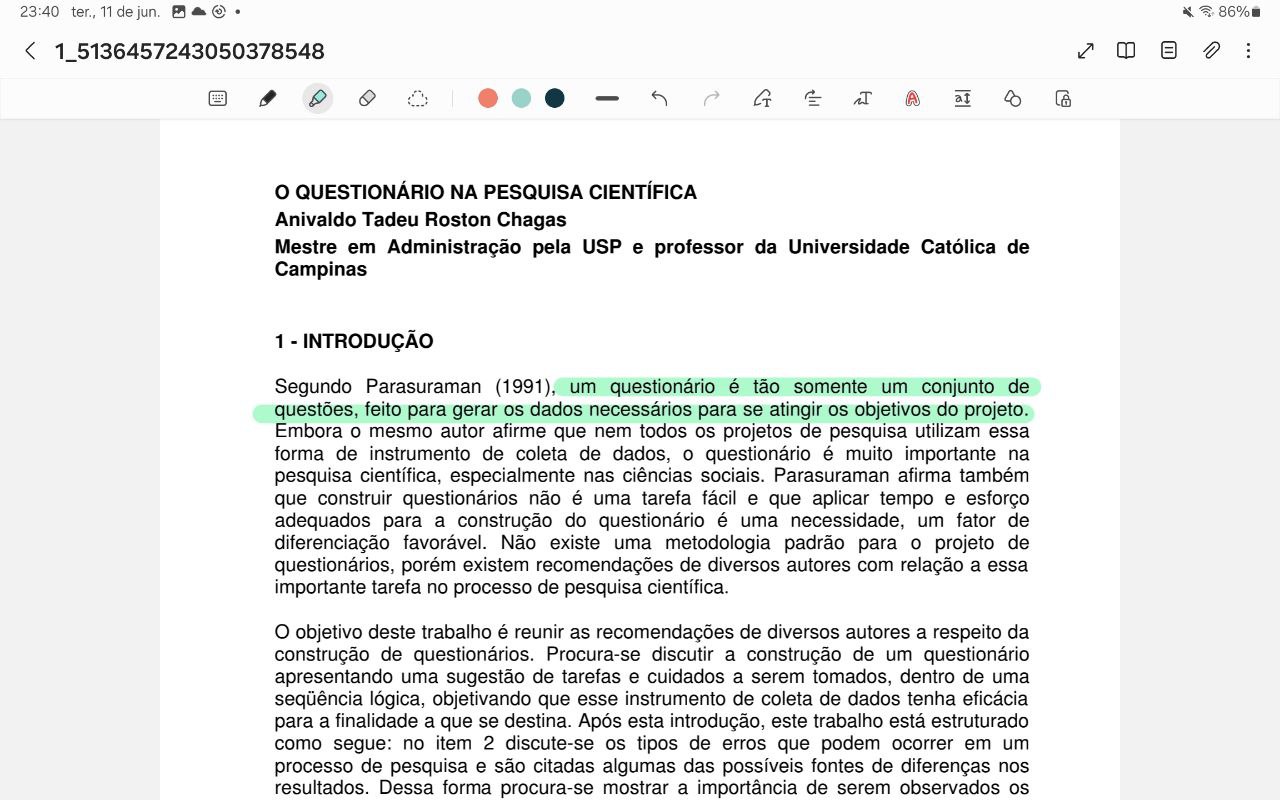 23:40 ter., 11 de jun.
86%
1_5136457243050378548
O QUESTIONÁRIO NA PESQUISA CIENTÍFICA
Anivaldo Tadeu Roston Chagas
Mestre em Administração pela USP e professor da Universidade Católica de
Campinas
1 - INTRODUÇÃO
Segundo Parasuraman (1991), um questionário é tão somente um conjunto de
questões, feito para gerar os dados necessários para se atingir os objetivos do projeto.
Embora o mesmo autor afirme que nem todos os projetos de pesquisa utilizam essa
forma de instrumento de coleta de dados, o questionário é muito importante na
pesquisa científica, especialmente nas ciências sociais. Parasuraman afirma também
que construir questionários não é uma tarefa fácil e que aplicar tempo e esforço
adequados para a construção do questionário é uma necessidade, um fator de
diferenciação favorável. Não existe uma metodologia padrão para o projeto de
questionários, porém existem recomendações de diversos autores com relação a essa
importante tarefa no processo de pesquisa científica.
O objetivo deste trabalho é reunir as recomendações de diversos autores a respeito da
construção de questionários. Procura-se discutir a construção de um questionário
apresentando uma sugestão de tarefas e cuidados a serem tomados, dentro de uma
seqüência lógica, objetivando que esse instrumento de coleta de dados tenha eficácia
para a finalidade a que se destina. Após esta introdução, este trabalho está estruturado
como segue: no item 2 discute-se os tipos de erros que podem ocorrer em um
processo de pesquisa e são citadas algumas das possíveis fontes de diferenças nos
resultados. Dessa forma procura-se mostrar a importância de serem observados os